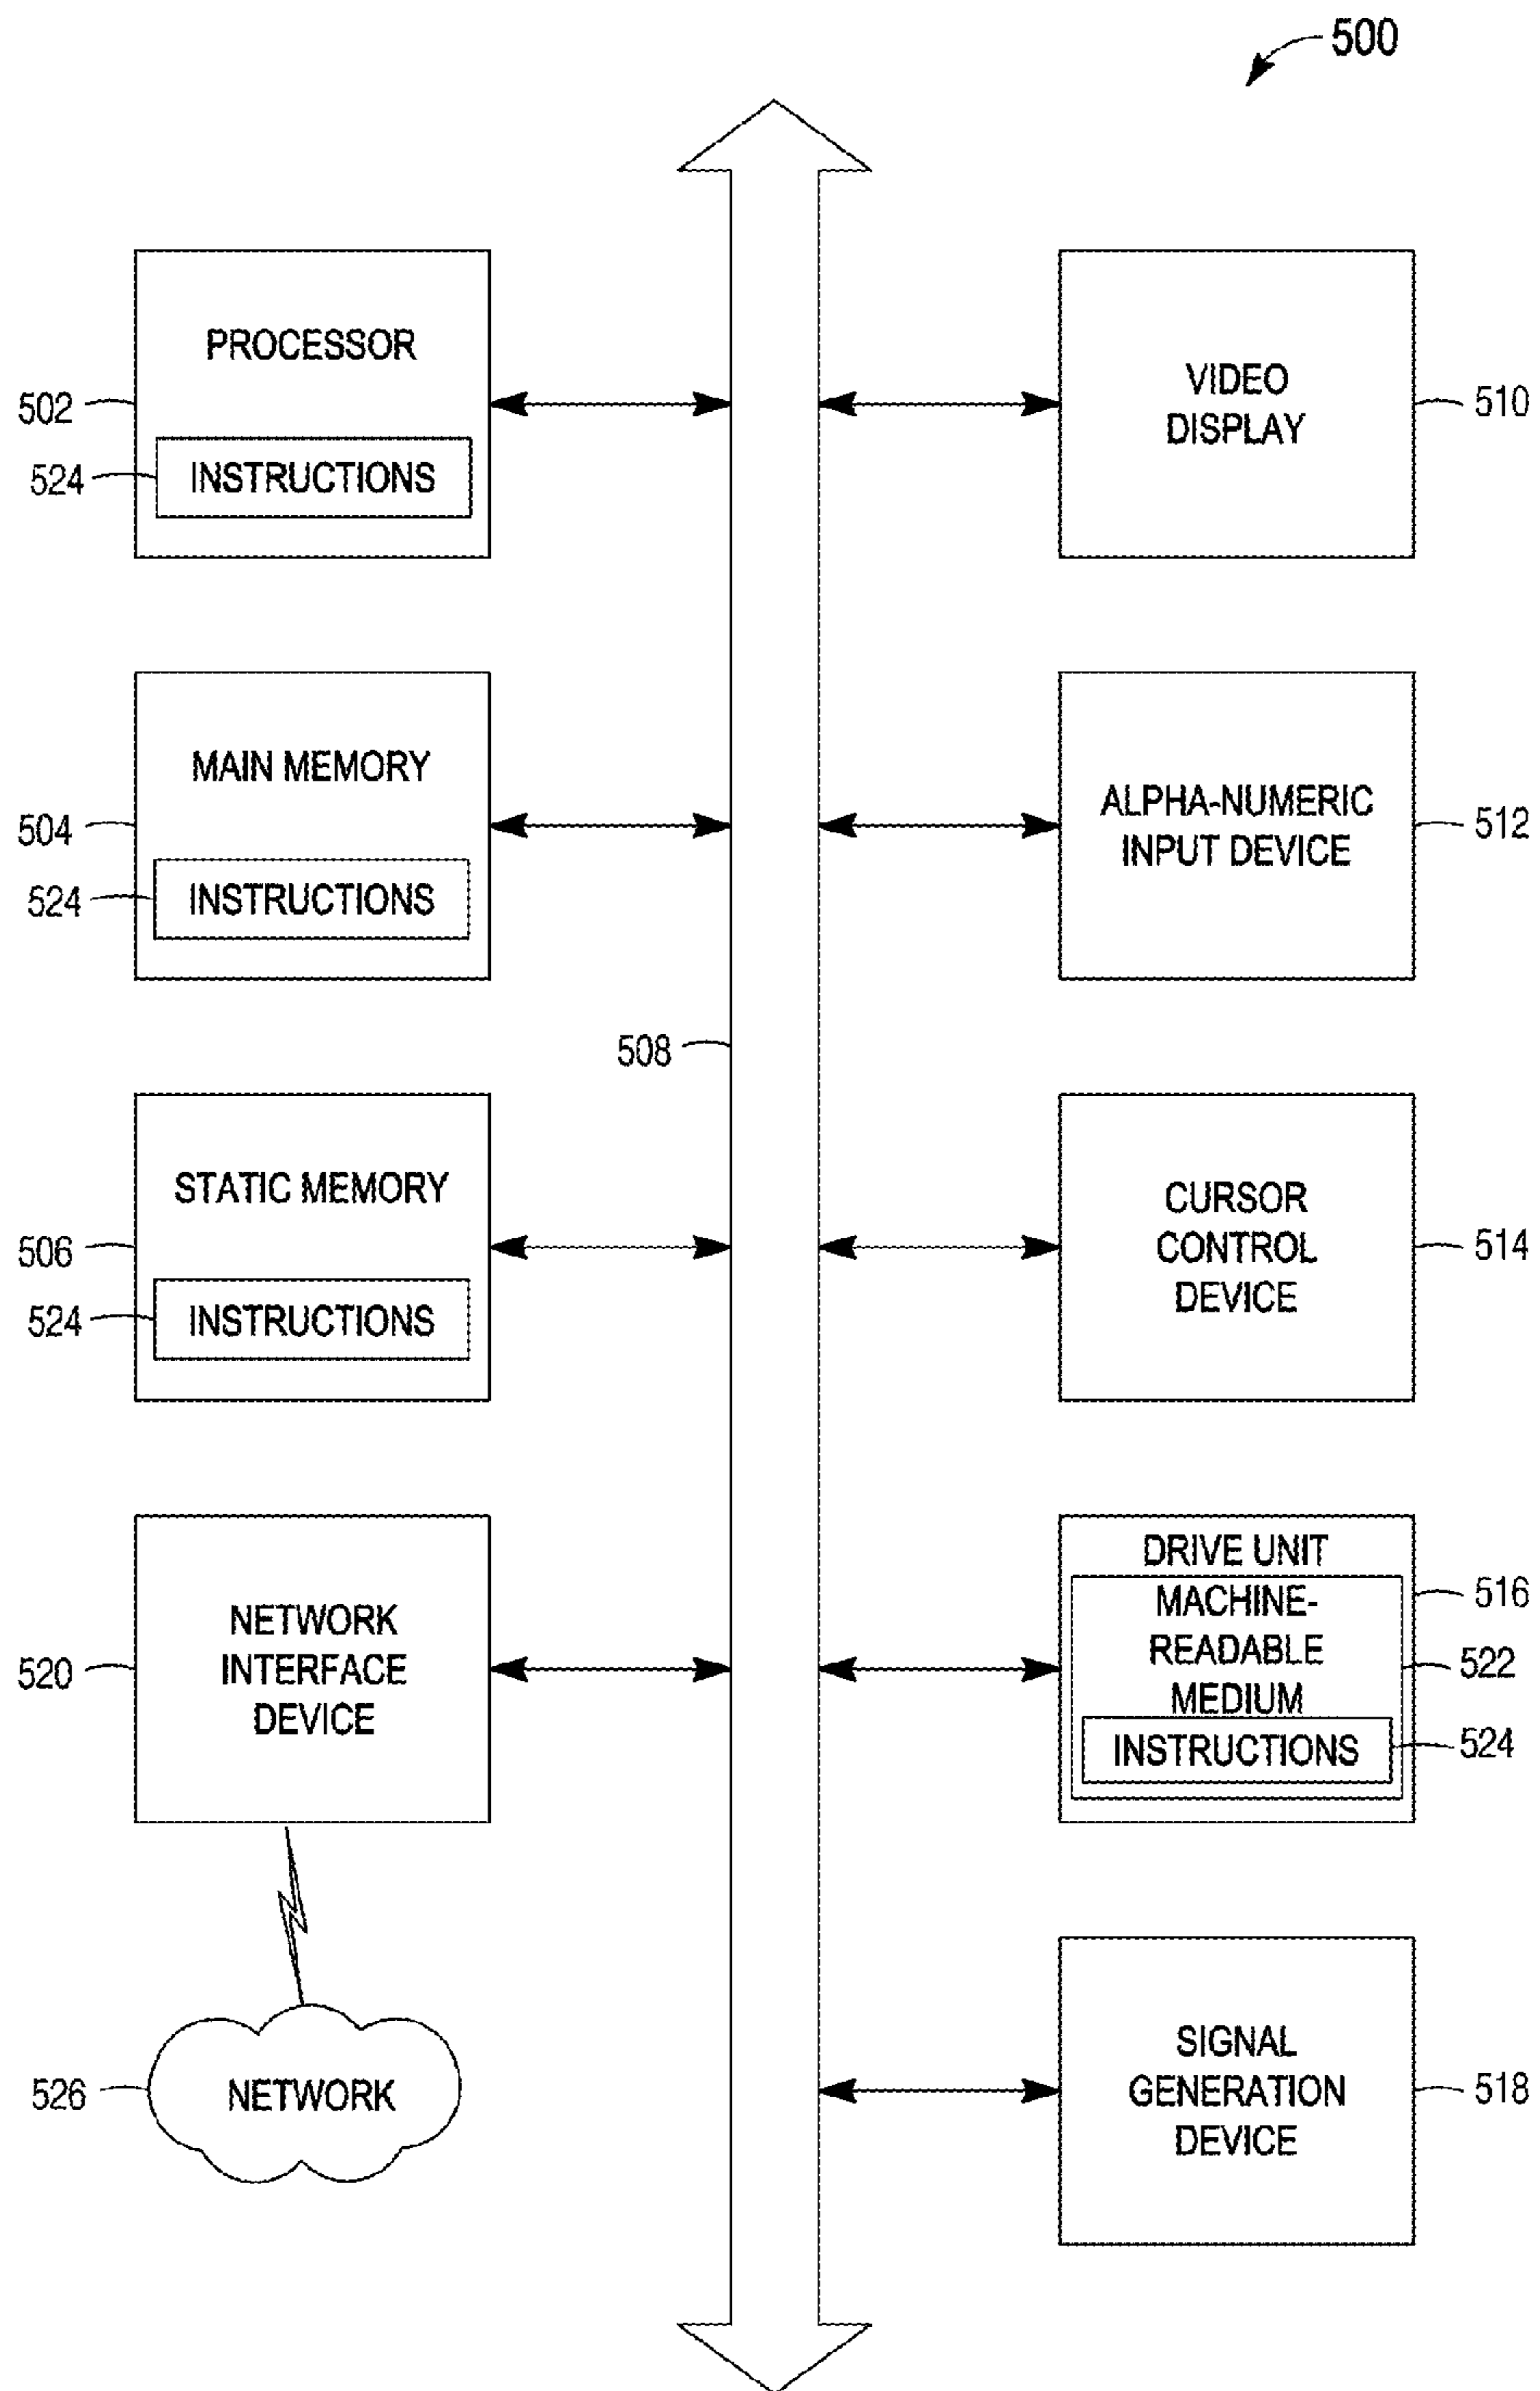 500
PROCESSOR
502
524
INSTRUCTIONS
VIDEO
DISPLAY
510
MAIN MEMORY
504
524
INSTRUCTIONS
ALPHA-NUMERIC
INPUT DEVICE
512
508
STATIC MEMORY
506
524
INSTRUCTIONS
CURSOR
CONTROL
DEVICE
514
NETWORK
INTERFACE
DEVICE
520
DRIVE UNIT
516
MACHINE-
READABLE
MEDIUM
522
INSTRUCTIONS
524
526
NETWORK
SIGNAL
GENERATION
DEVICE
518